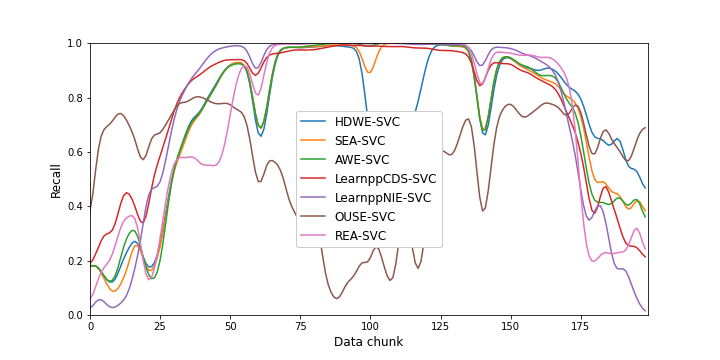 1.0
0.8
0.6
0.4
0.2
0.0
Recall
HDWE-SVC
SEA-SVC
AWE-SVC
LearnppCDS-SVC
LearnppNIE-SVC
OUSE-SVC
REA-SVC
0 25 50 75 100 125 150 175
Data chunk